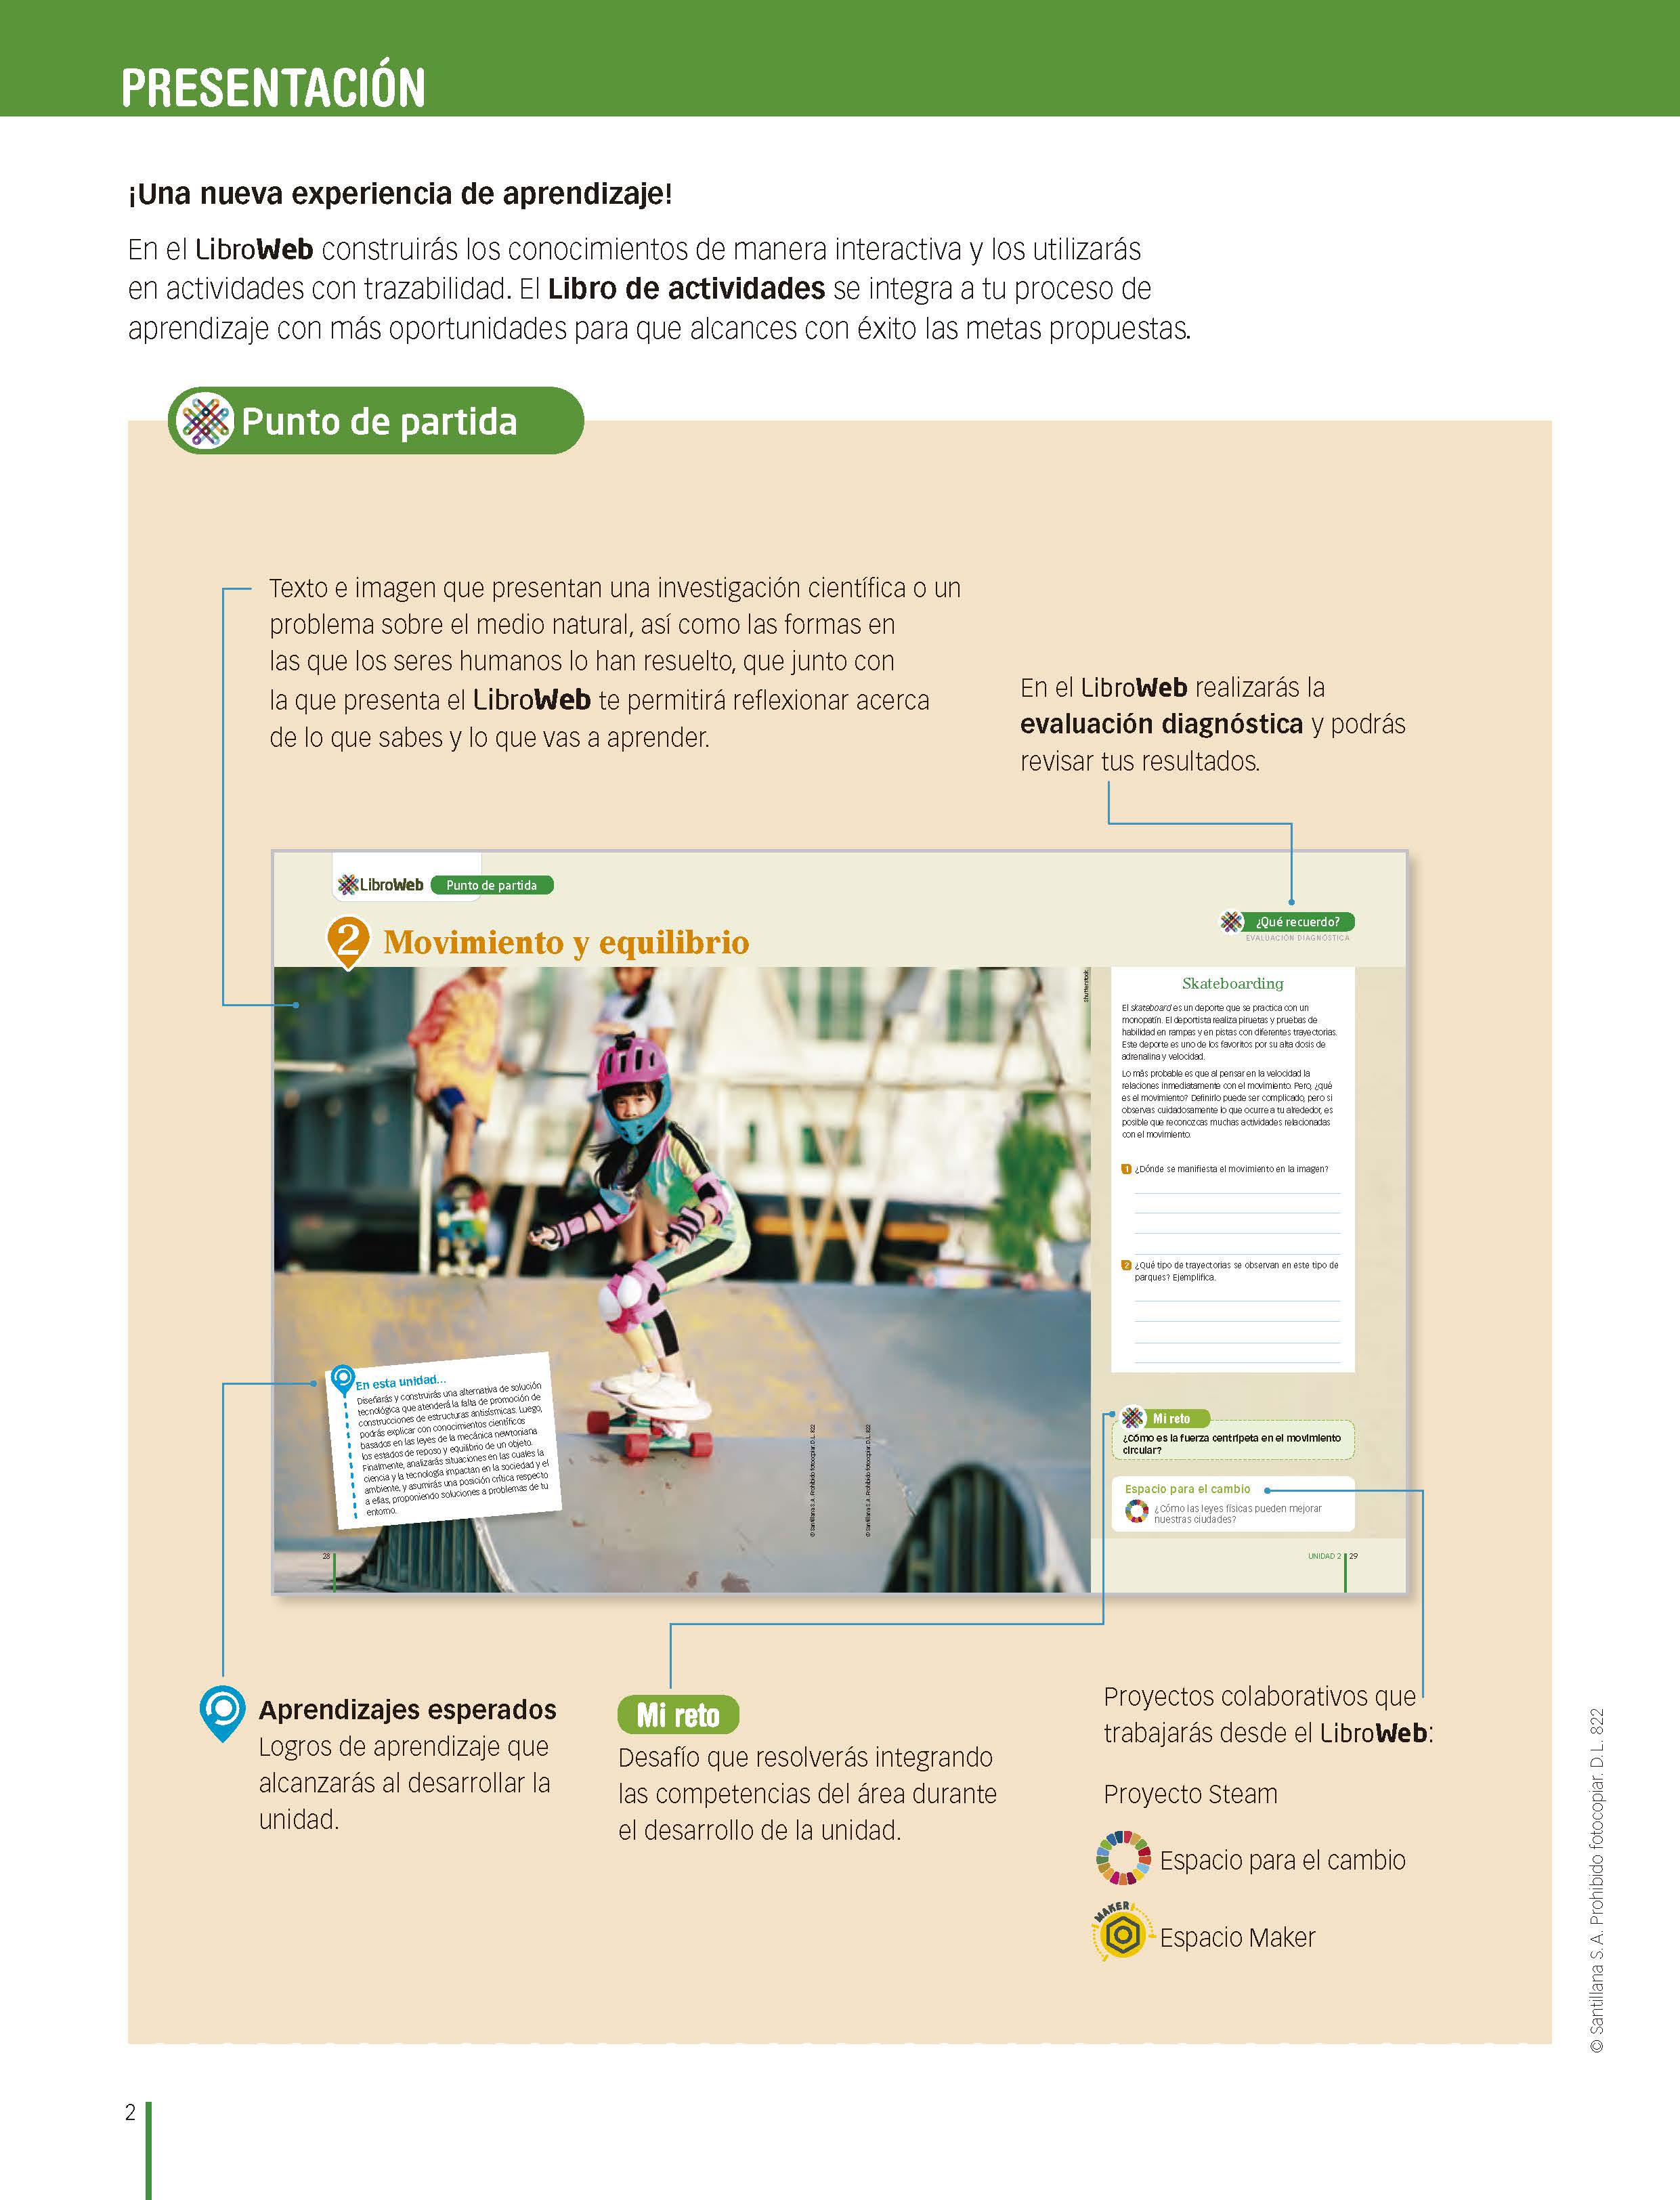 PRESENTACIÓN
¡Una nueva experiencia de aprendizaje!
En el LibroWeb construirás los conocimientos de manera interactiva y los utilizarás
en actividades con trazabilidad. El Libro de actividades se integra a tu proceso de
aprendizaje con más oportunidades para que alcances con éxito las metas propuestas.
Punto de partida
Texto e imagen que presentan una investigación científica o un
problema sobre el medio natural, así como las formas en
las que los seres humanos lo han resuelto, que junto con
la que presenta el LibroWeb te permitirá reflexionar acerca
de lo que sabes y lo que vas a aprender.
En el LibroWeb realizarás la
evaluación diagnóstica y podrás
revisar tus resultados.
LibroWeb Punto de partida
2 Movimiento y equilibrio
¿Qué recuerdo?
EVALUACIÓN DIAGNÓSTICA
Shutterstock
Skateboarding
El skateboard es un deporte que se practica con un
monopatín. El deportista realiza piruetas y pruebas de
habilidad en rampas y en pistas con diferentes trayectorias.
Este deporte es uno de los favoritos por su alta dosis de
adrenalina y velocidad.
Lo más probable es que al pensar en la velocidad la
relaciones inmediatamente con el movimiento. Pero, ¿qué
es el movimiento? Definirlo puede ser complicado, pero si
observas cuidadosamente lo que ocurre a tu alrededor, es
posible que reconozcas muchas actividades relacionadas
con el movimiento.
1 ¿Dónde se manifiesta el movimiento en la imagen?
2 ¿Qué tipo de trayectorias se observan en este tipo de
parques? Ejemplifica.
En esta unidad...
Diseñarás y construirás una alternativa de solución
tecnológica que atenderá la falta de promoción de
construcciones de estructuras antisísmicas. Luego,
podrás explicar con conocimientos científicos
basados en las leyes de la mecánica newtoniana
los estados de reposo y equilibrio de un objeto.
Finalmente, analizarás situaciones en las cuales la
ciencia y la tecnología impactan en la sociedad y el
ambiente, y asumirás una posición crítica respecto
a ellas, proponiendo soluciones a problemas de tu
entorno.
© Santillana S.A. Prohibido fotocopiar. D.L. 822
© Santillana S.A. Prohibido fotocopiar. D.L. 822
Mi reto
¿Cómo es la fuerza centrípeta en el movimiento
circular?
Espacio para el cambio
¿Cómo las leyes físicas pueden mejorar
nuestras ciudades?
28
UNIDAD 2 29
Aprendizajes esperados
Logros de aprendizaje que
alcanzarás al desarrollar la
unidad.
Mi reto
Desafío que resolverás integrando
las competencias del área durante
el desarrollo de la unidad.
Proyectos colaborativos que
trabajarás desde el LibroWeb:
Proyecto Steam
Espacio para el cambio
MAKER
Espacio Maker
© Santillana S.A. Prohibido fotocopiar. D.L. 822
2